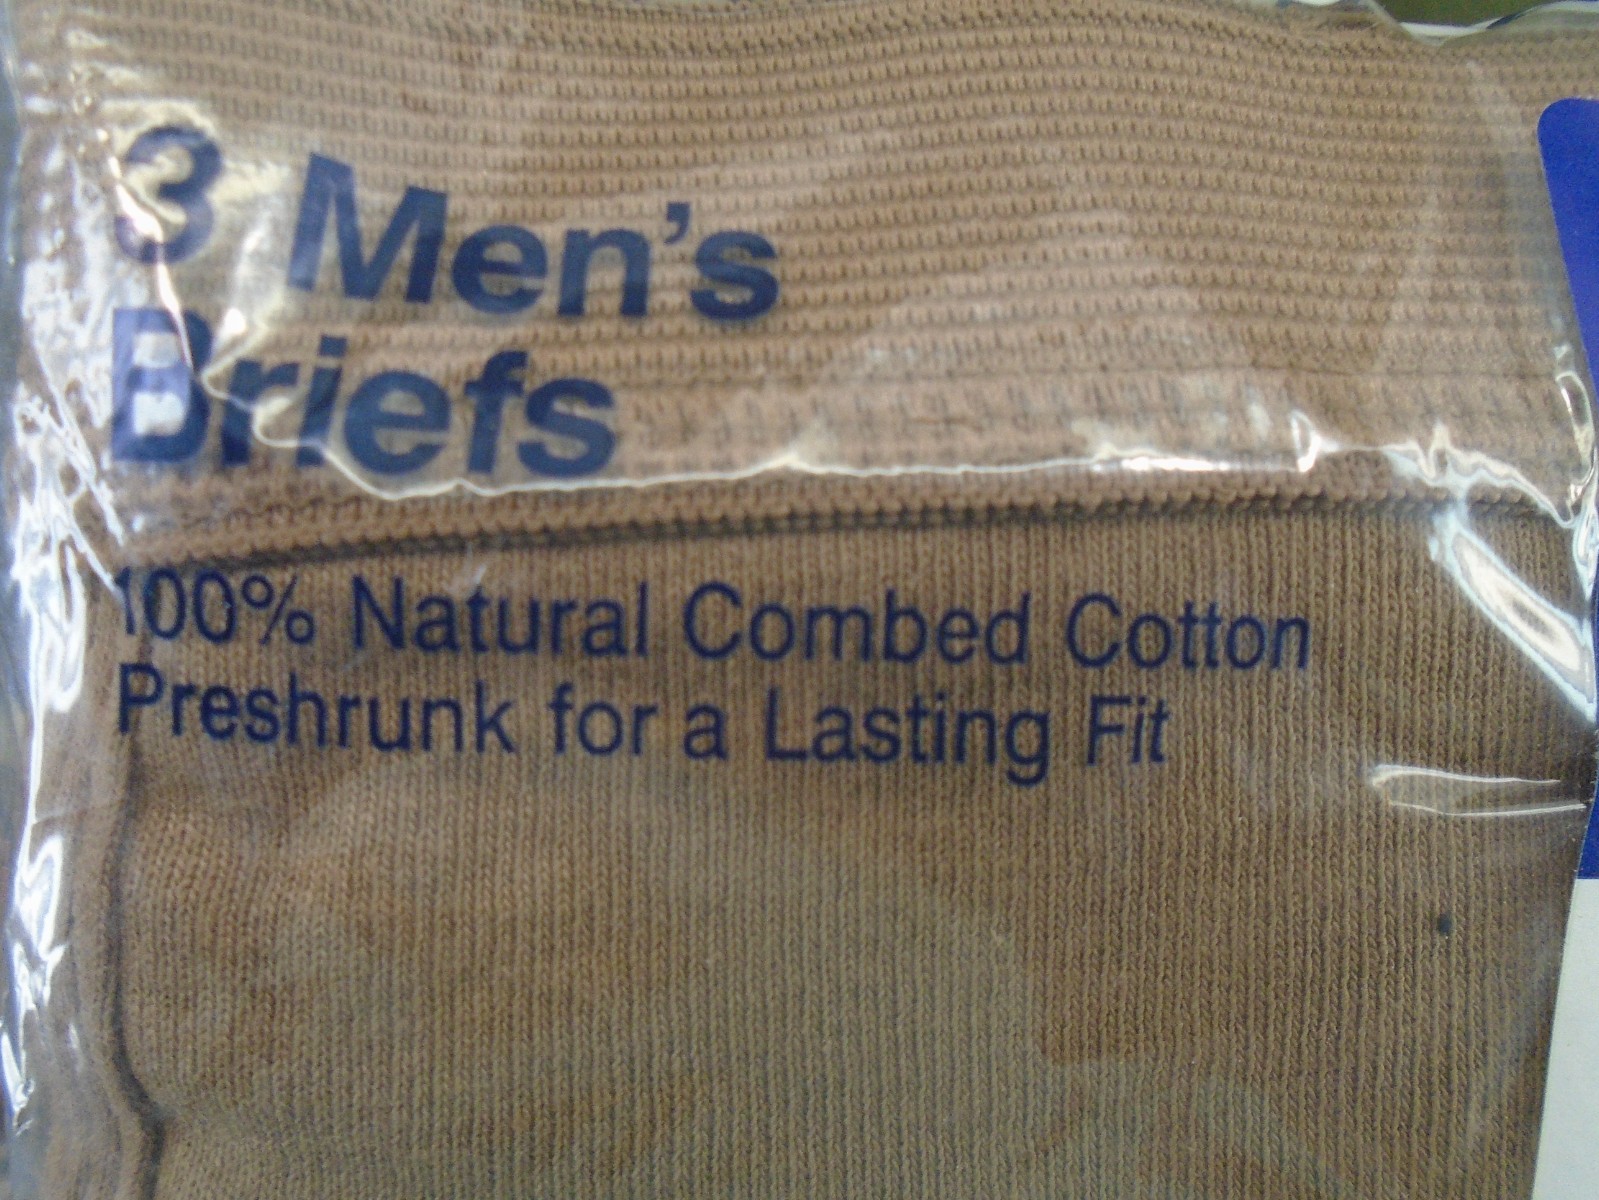 3 Men's
Briefs
100% Natural Combed Cotton
Preshrunk for a Lasting Fit